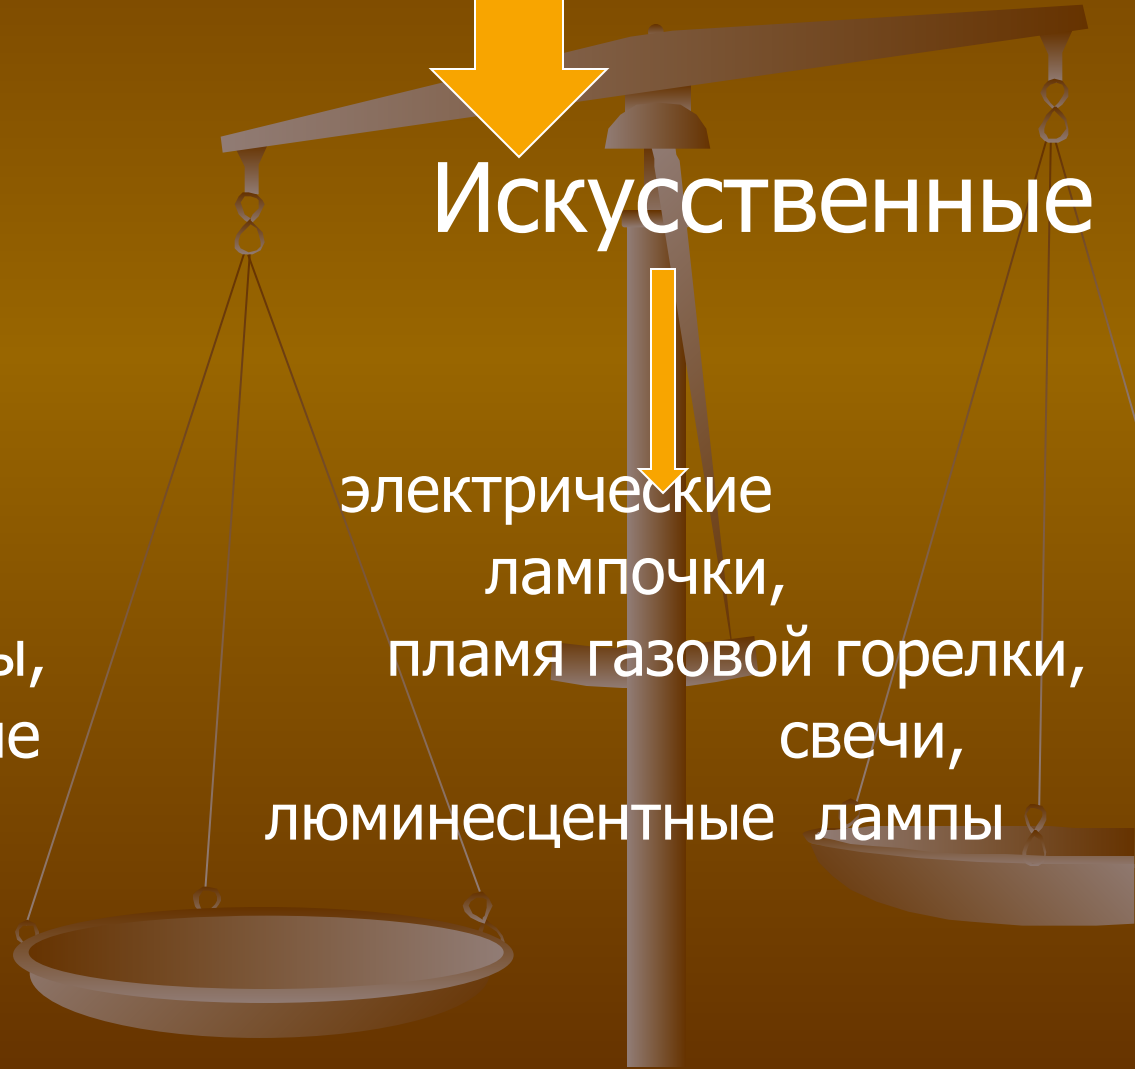 Искусственные
электрические
лампочки,
пламя газовой горелки,
свечи,
люминесцентные лампы